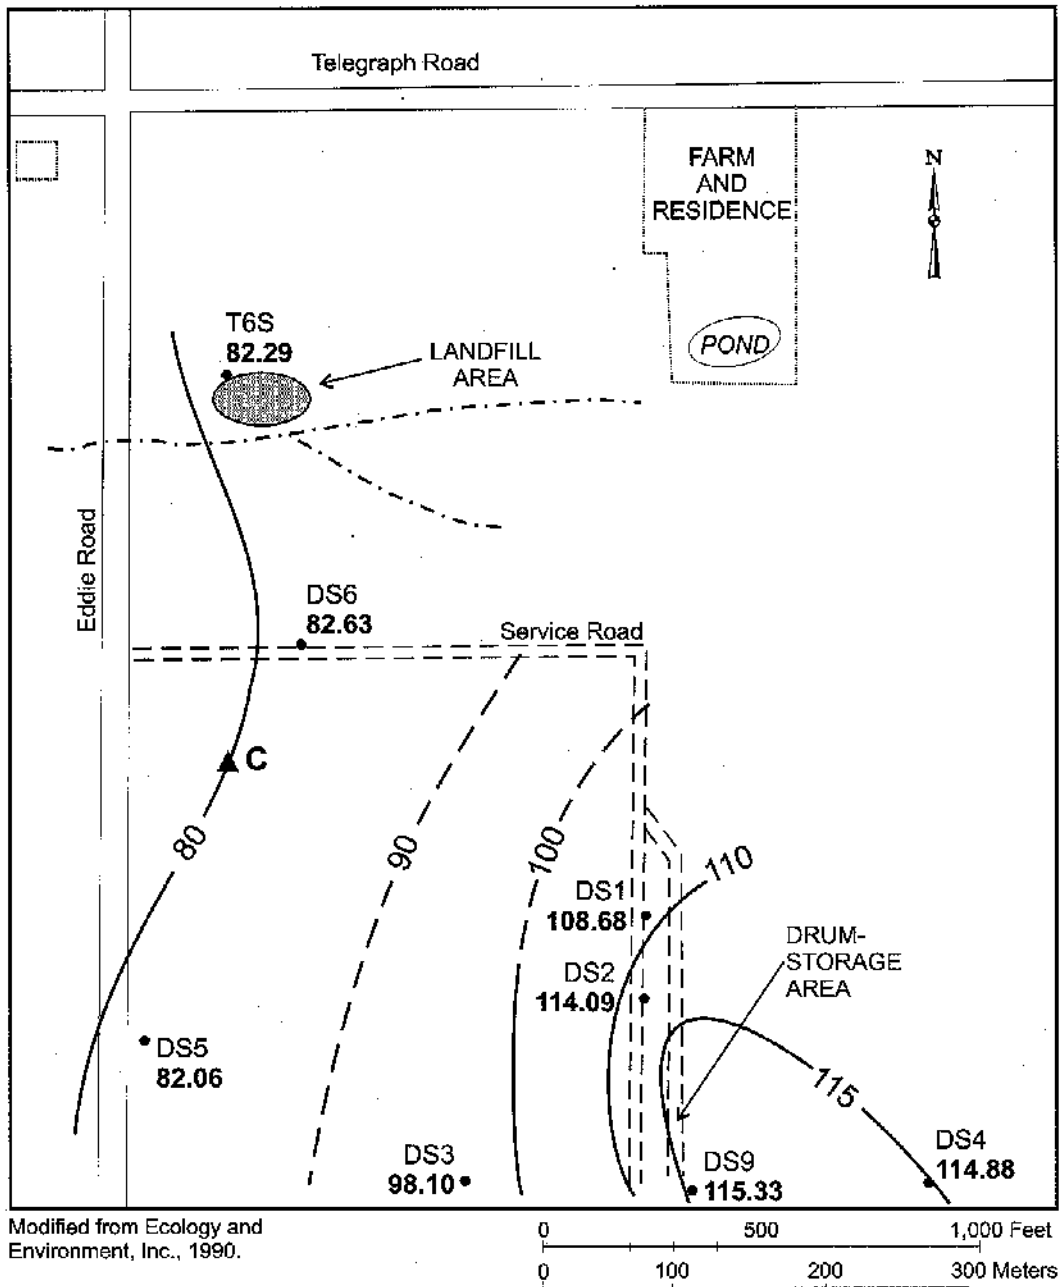 Telegraph Road
FARM
AND
RESIDENCE
N
T6S
82.29
LANDFILL
AREA
POND
Eddie Road
DS6
82.63
Service Road
C
80
90
100
110
DS1
108.68
DRUM-
STORAGE
AREA
DS2
114.09
DS5
82.06
115
DS3
98.10
DS9
115.33
DS4
114.88
Modified from Ecology and
Environment, Inc., 1990.
0 500 1,000 Feet
0 100 200 300 Meters